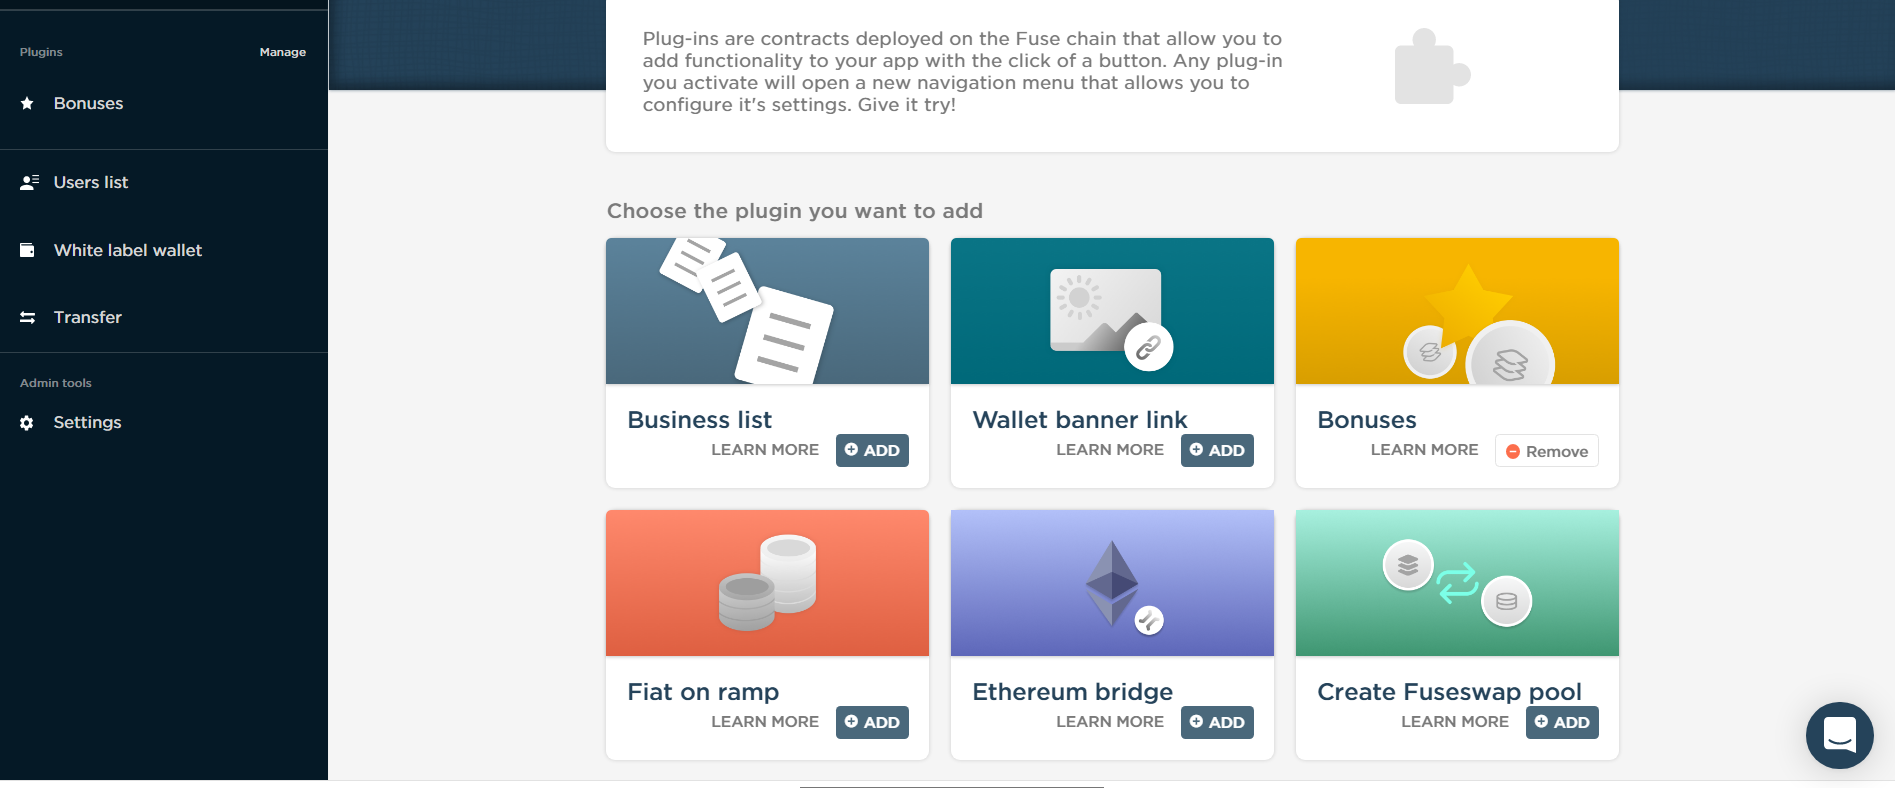 Plugins
Manage
Bonuses
Users list
White label wallet
Transfer
Admin tools
Settings
Plug-ins are contracts deployed on the Fuse chain that allow you to
add functionality to your app with the click of a button. Any plug-in
you activate will open a new navigation menu that allows you to
configure it's settings. Give it try!
Choose the plugin you want to add
Business list
LEARN MORE
ADD
Wallet banner link
LEARN MORE
ADD
Bonuses
LEARN MORE
Remove
Fiat on ramp
LEARN MORE
ADD
Ethereum bridge
LEARN MORE
ADD
Create Fuseswap pool
LEARN MORE
ADD